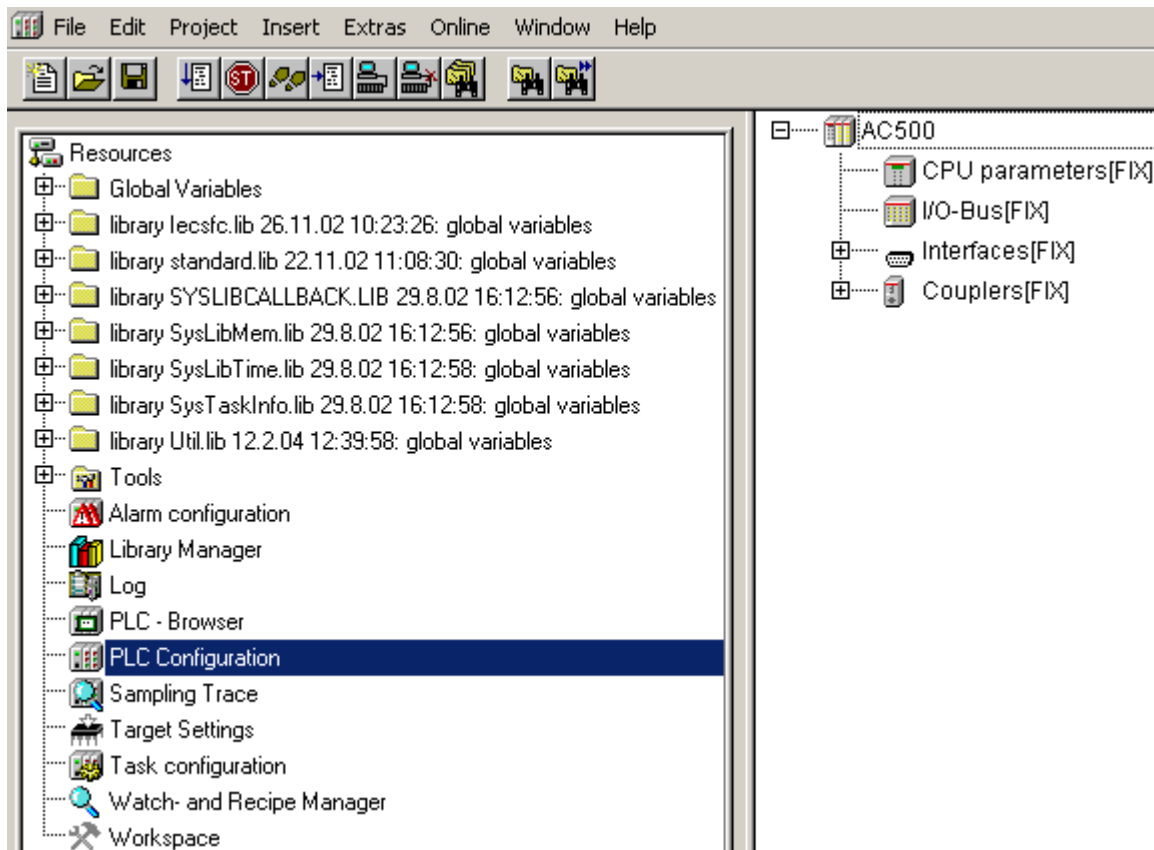 File Edit Project Insert Extras Online Window Help
ST
Resources
Global Variables
library Iecsfc.lib 26.11.02 10:23:26: global variables
library standard.lib 22.11.02 11:08:30: global variables
library SYSLIBCALLBACK.LIB 29.8.02 16:12:56: global variables
library SysLibMem.lib 29.8.02 16:12:56: global variables
library SysLibTime.lib 29.8.02 16:12:58: global variables
library SysTaskInfo.lib 29.8.02 16:12:58: global variables
library Util.lib 12.2.04 12:39:58: global variables
Tools
Alarm configuration
Library Manager
Log
PLC - Browser
PLC Configuration
Sampling Trace
Target Settings
Task configuration
Watch- and Recipe Manager
Workspace
AC500
CPU parameters[FIX]
I/O-Bus[FIX]
Interfaces[FIX]
Couplers[FIX]